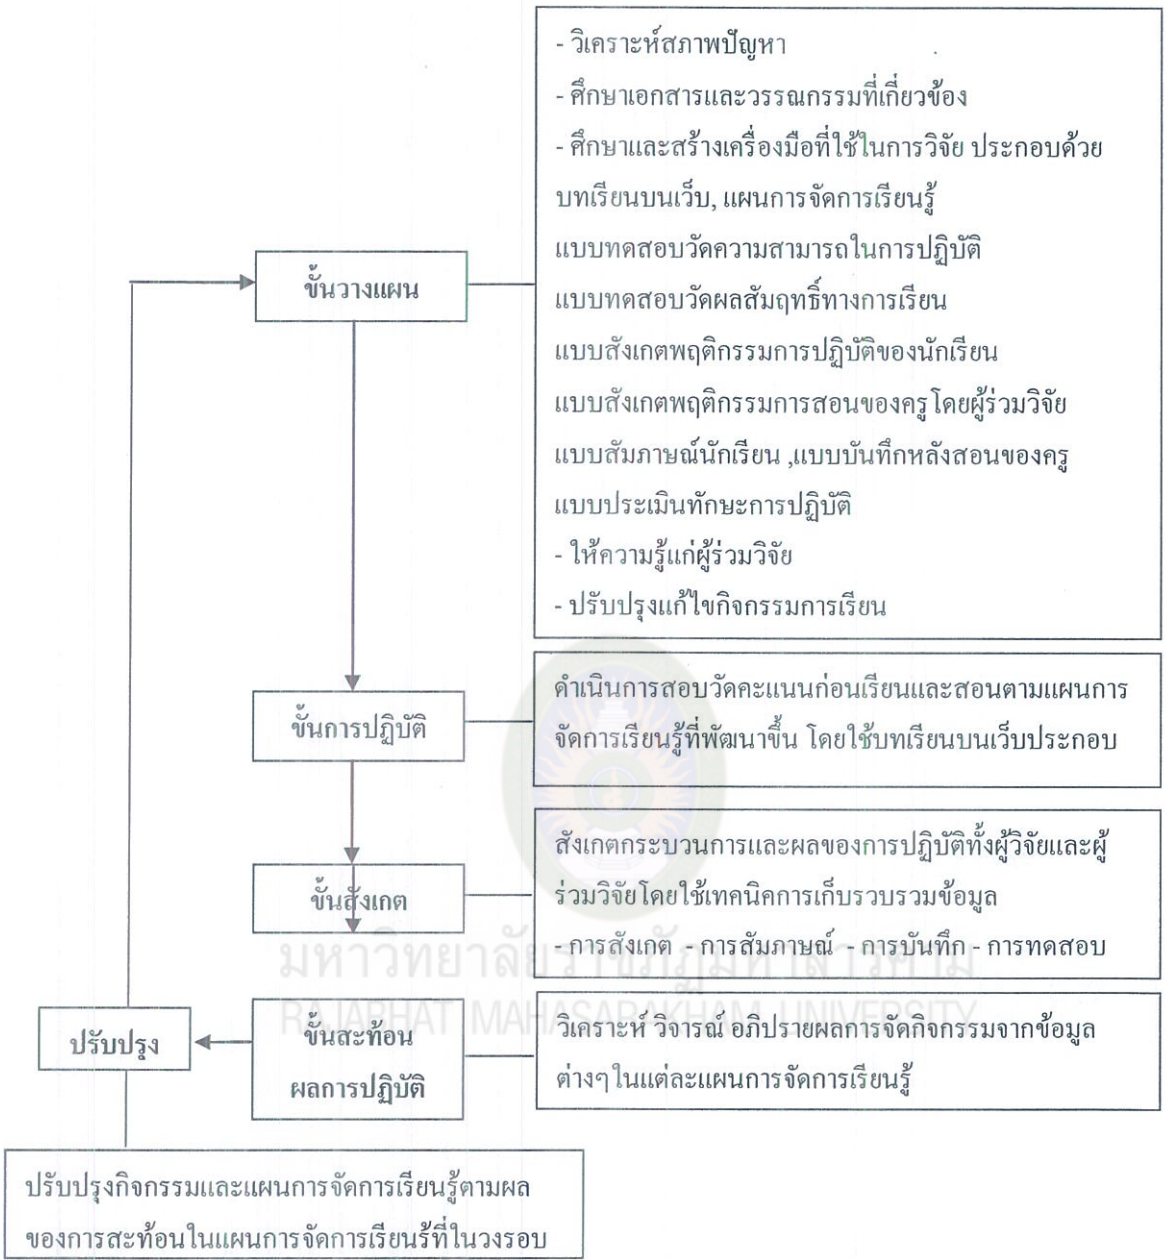 - วิเคราะห์สภาพปัญหา
- ศึกษาเอกสารและวรรณกรรมที่เกี่ยวข้อง
- ศึกษาและสร้างเครื่องมือที่ใช้ในการวิจัย ประกอบด้วย
บทเรียนบนเว็บ, แผนการจัดการเรียนรู้
แบบทดสอบวัดความสามารถในการปฏิบัติ
แบบทดสอบวัดผลสัมฤทธิ์ทางการเรียน
แบบสังเกตพฤติกรรมการปฏิบัติของนักเรียน
แบบสังเกตพฤติกรรมการสอนของครูโดยผู้ร่วมวิจัย
แบบสัมภาษณ์นักเรียน ,แบบบันทึกหลังสอนของครู
แบบประเมินทักษะการปฏิบัติ
- ให้ความรู้แก่ผู้ร่วมวิจัย
- ปรับปรุงแก้ไขกิจกรรมการเรียน
ขั้นวางแผน
ขั้นการปฏิบัติ
ดำเนินการสอบวัดคะแนนก่อนเรียนและสอนตามแผนการ
จัดการเรียนรู้ที่พัฒนาขึ้น โดยใช้บทเรียนบนเว็บประกอบ
ขั้นสังเกต
สังเกตกระบวนการและผลของการปฏิบัติทั้งผู้วิจัยและผู้
ร่วมวิจัยโดยใช้เทคนิคการเก็บรวบรวมข้อมูล
- การสังเกต - การสัมภาษณ์ - การบันทึก - การทดสอบ
มหาวิทยาลัยราชภัฏมหาสารคาม
RAJABHAT MAHASARAKHAM UNIVERSITY
ปรับปรุง
ขั้นสะท้อน
ผลการปฏิบัติ
วิเคราะห์ วิจารณ์ อภิปรายผลการจัดกิจกรรมจากข้อมูล
ต่างๆในแต่ละแผนการจัดการเรียนรู้
ปรับปรุงกิจกรรมและแผนการจัดการเรียนรู้ตามผล
ของการสะท้อนในแผนการจัดการเรียนรู้ที่ในวงรอบ